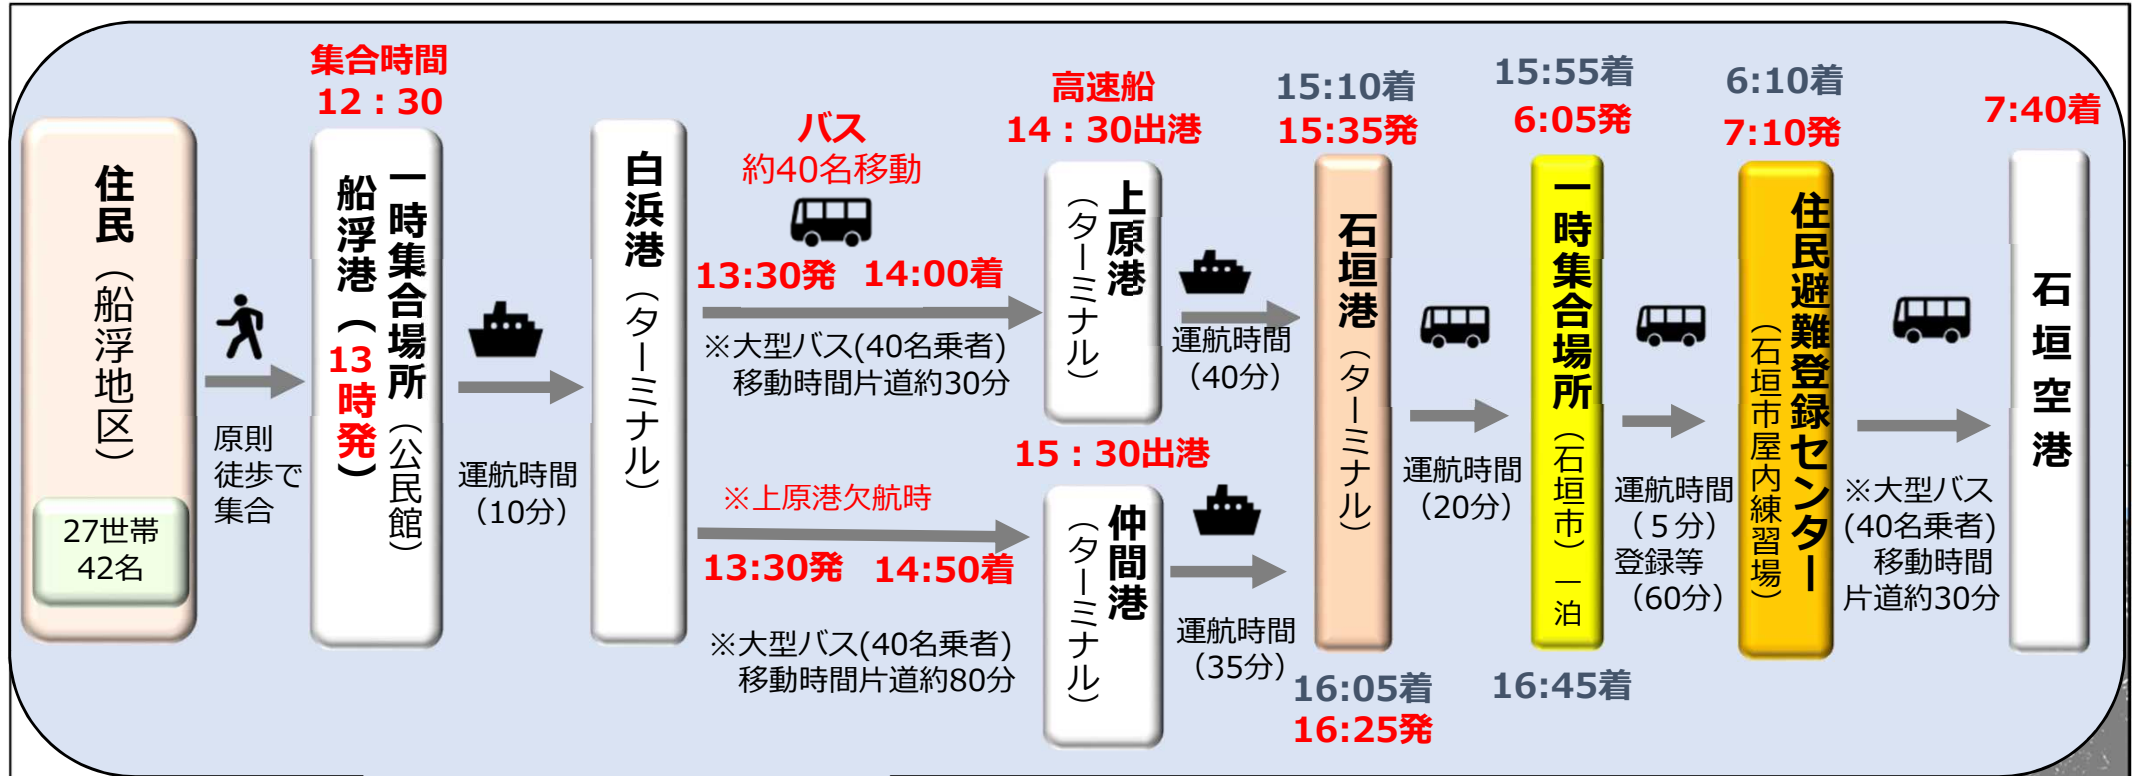 集合時間
12：30
住民（船浮地区）
27世帯
42名
原則
徒歩で
集合
一時集合場所（公民館）
船浮港（13時発）
運航時間
（10分）
白浜港（ターミナル）
バス
約40名移動
13:30発 14:00着
※大型バス(40名乗者)
移動時間片道約30分
※上原港欠航時
13:30発 14:50着
※大型バス(40名乗者)
移動時間片道約80分
高速船
14：30出港
上原港
（ターミナル）
運航時間
（40分）
15：30出港
仲間港
（ターミナル）
運航時間
（35分）
15:10着
15:35発
石垣港（ターミナル）
16:05着
16:25発
運航時間
（20分）
15:55着
6:05発
一時集合場所（石垣市）一泊
16:45着
運航時間
（５分）
登録等
（60分）
6:10着
7:10発
住民避難登録センター
（石垣市屋内練習場）
※大型バス
(40名乗者)
移動時間
片道約30分
7:40着
石垣空港